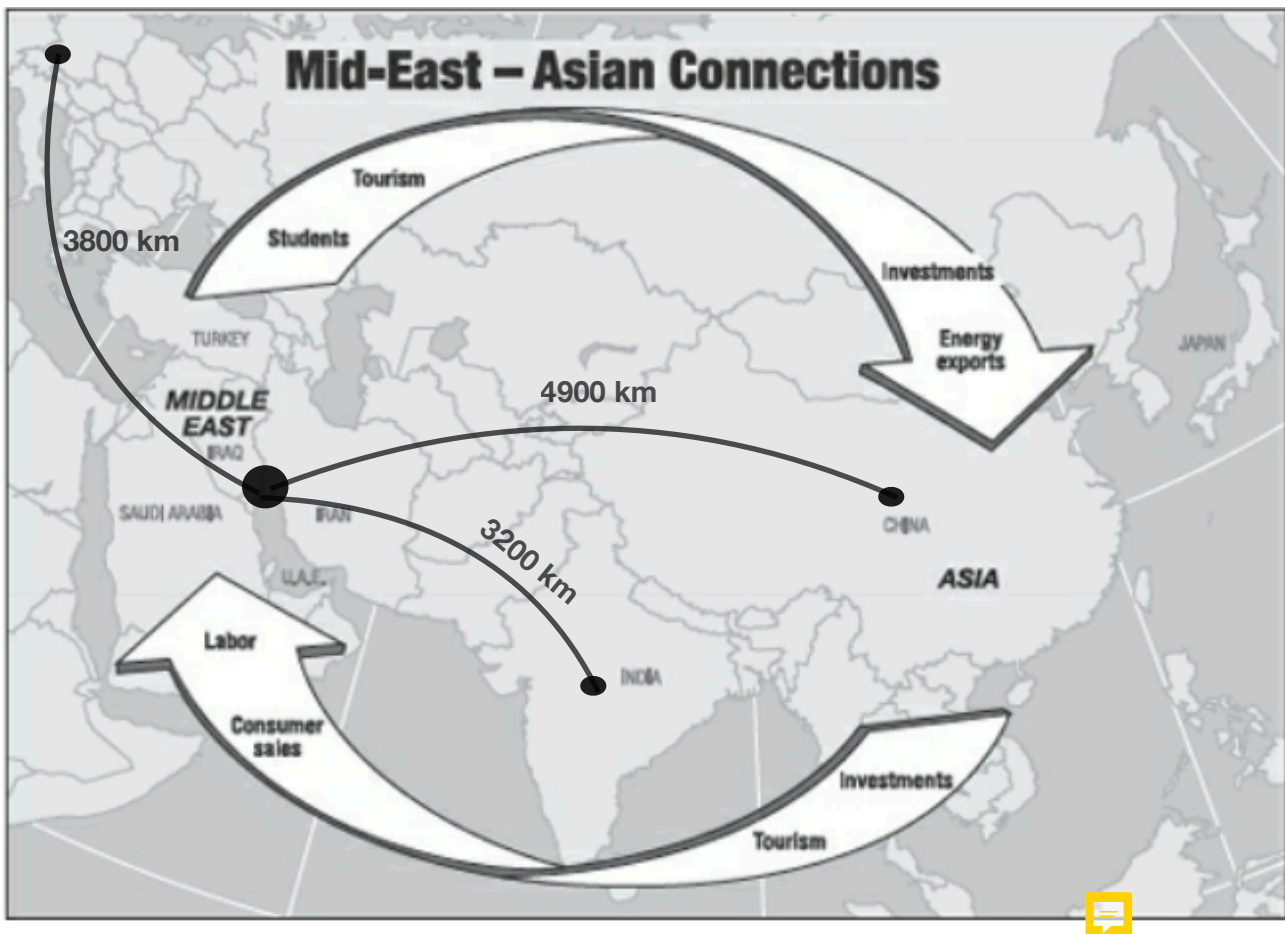 Mid-East – Asian Connections
Tourism
Students
3800 km
Investments
Energy
exports
TURKEY
JAPAN
MIDDLE
EAST
4900 km
IRAQ
SAUDI ARABIA
IRAN
CHINA
3200 km
U.A.E.
ASIA
Labor
INDIA
Consumer
sales
Investments
Tourism